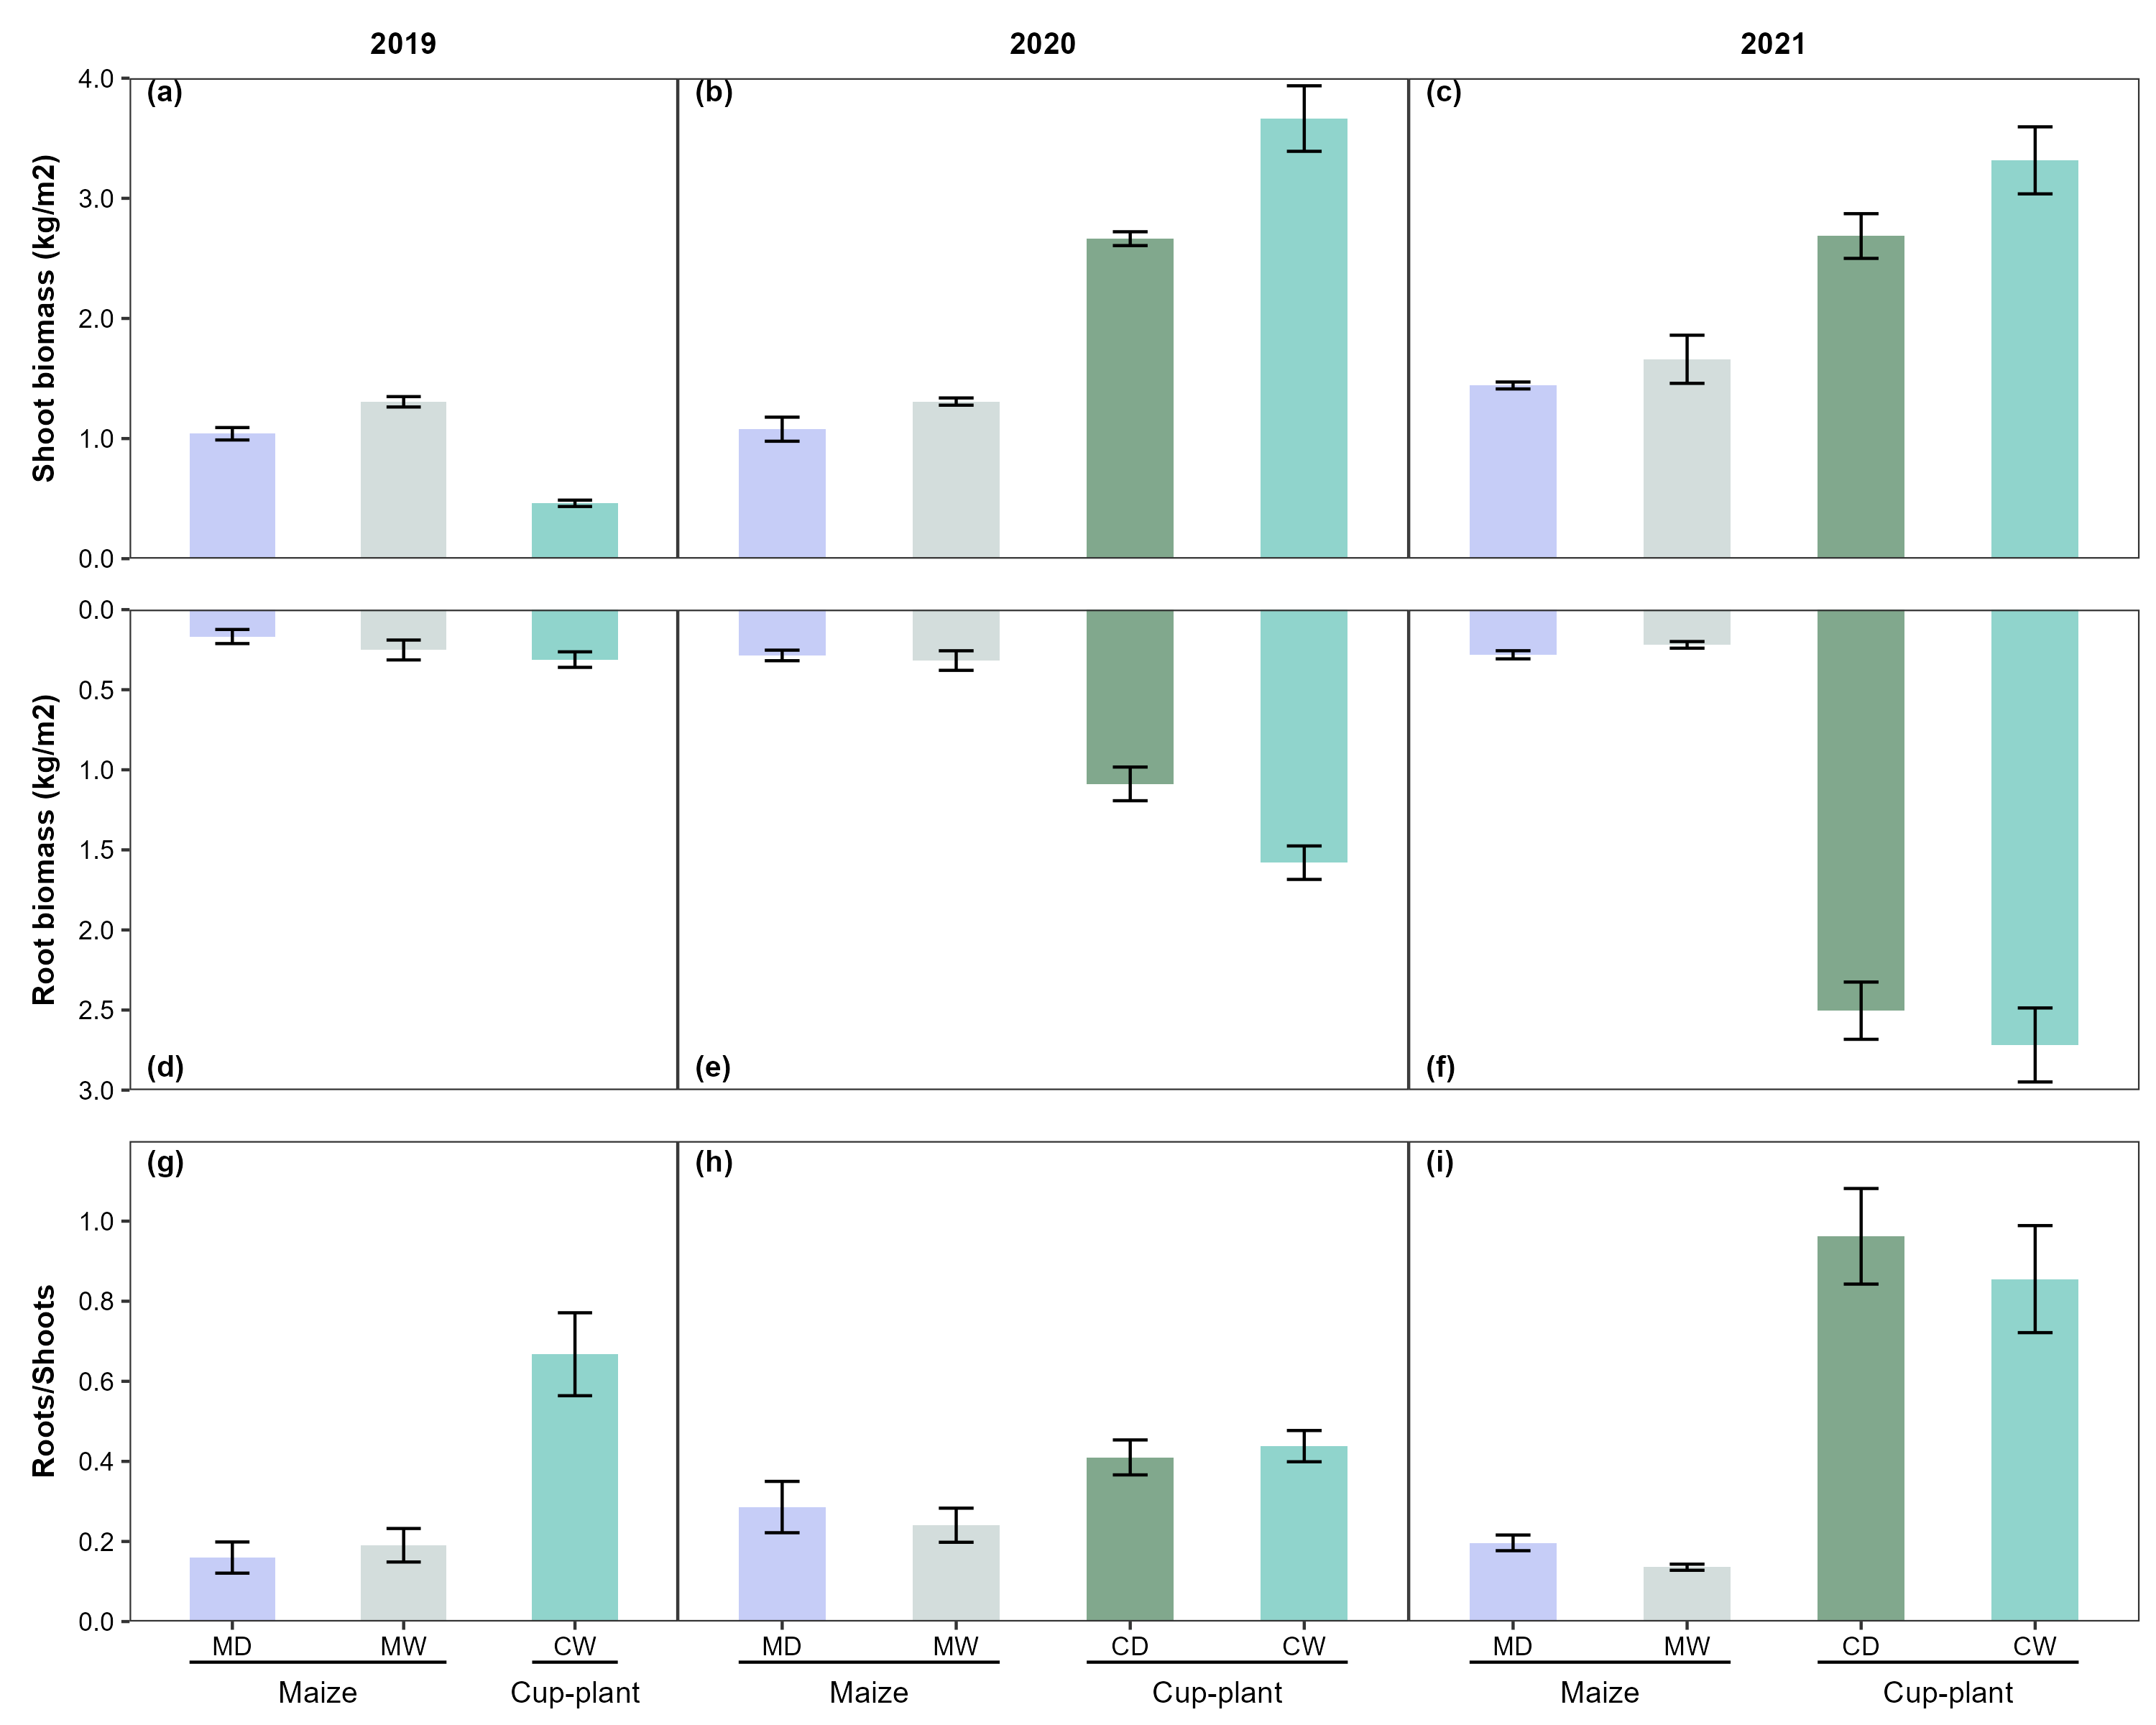 2019 2020 2021
(a) (b) (c)
Shoot biomass (kg/m2)
4.0
3.0
2.0
1.0
0.0
Root biomass (kg/m2)
0.0
0.5
1.0
1.5
2.0
2.5
3.0
(d) (e) (f)
(g) (h) (i)
Roots/Shoots
1.0
0.8
0.6
0.4
0.2
0.0
MD MW CW MD MW CD CW MD MW CD CW
Maize Cup-plant Maize Cup-plant Maize Cup-plant